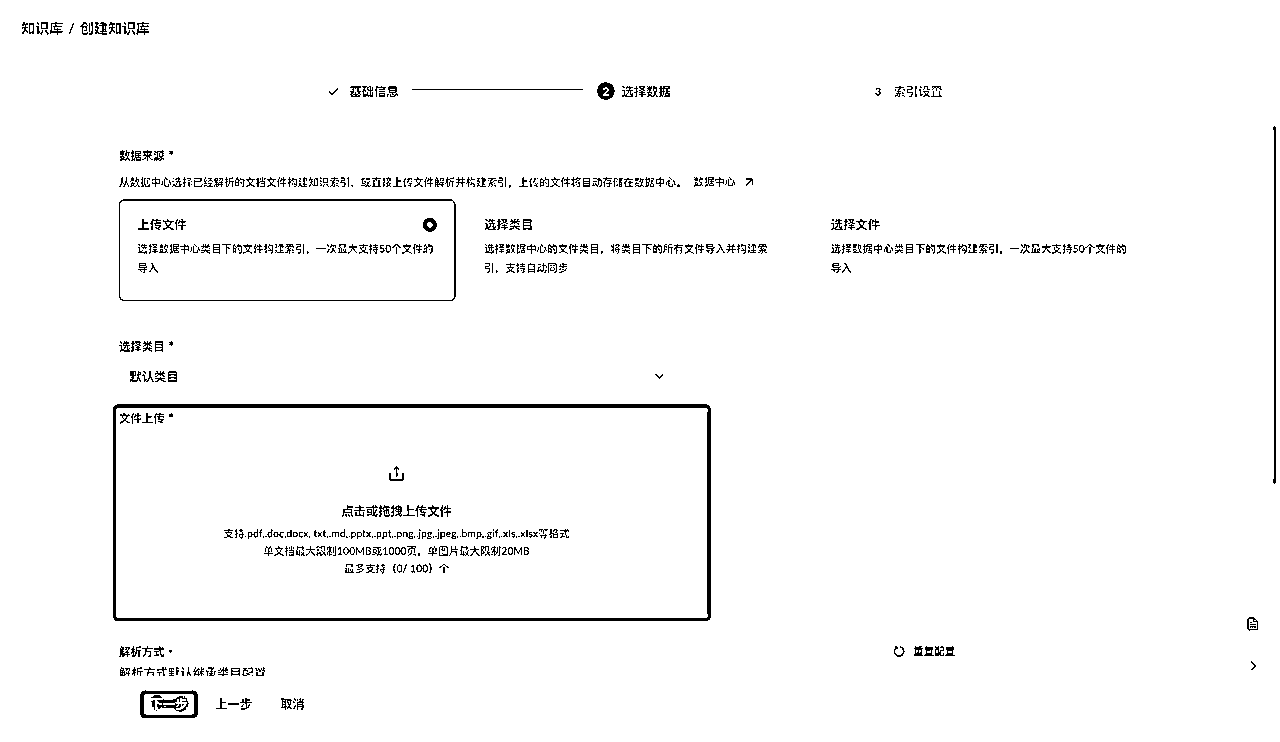 知识库 / 创建知识库
基础信息
2 选择数据
3 索引设置
数据来源 *
从数据中心选择已经解析的文档文件构建知识索引，或直接上传文件解析并构建索引，上传的文件将自动存储在数据中心。 数据中心
上传文件
选择数据中心类目下的文件构建索引，一次最大支持50个文件的
导入
选择类目
选择数据中心的文件类目，将类目下的所有文件导入并构建索
引，支持自动同步
选择文件
选择数据中心类目下的文件构建索引，一次最大支持50个文件的
导入
选择类目 *
默认类目
文件上传 *
点击或拖拽上传文件
支持.pdf,.doc,docx,.txt,.md,.pptx,.ppt,.png,.jpg,.jpeg,.bmp,.gif,.xls,.xlsx等格式
单文档最大限制100MB或1000页，单图片最大限制20MB
最多支持（0/ 100）个
解析方式 *
重置配置
解析方式默认继承类目配置
下一步
上一步
取消